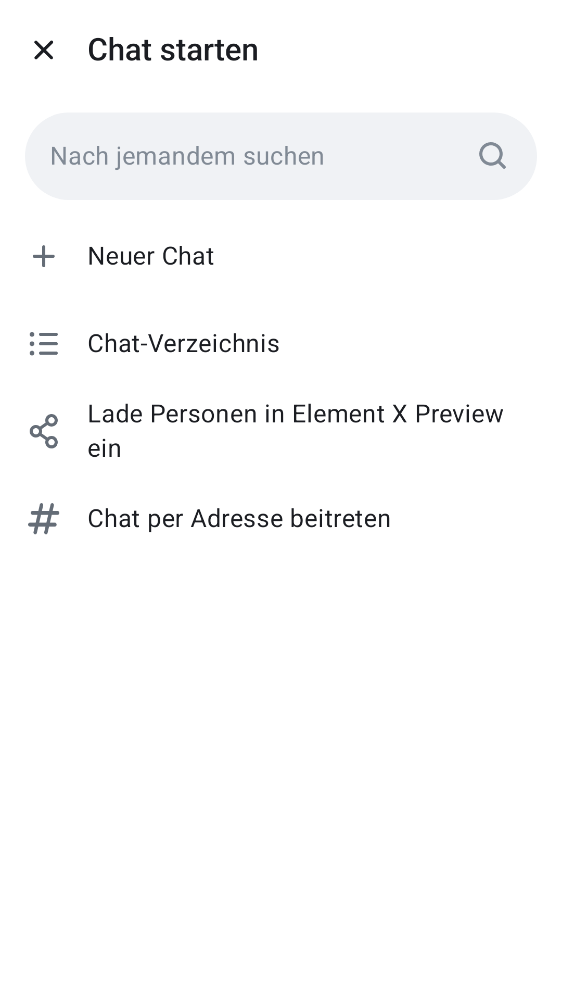 Chat starten
Nach jemandem suchen
Neuer Chat
Chat-Verzeichnis
Lade Personen in Element X Preview
ein
Chat per Adresse beitreten